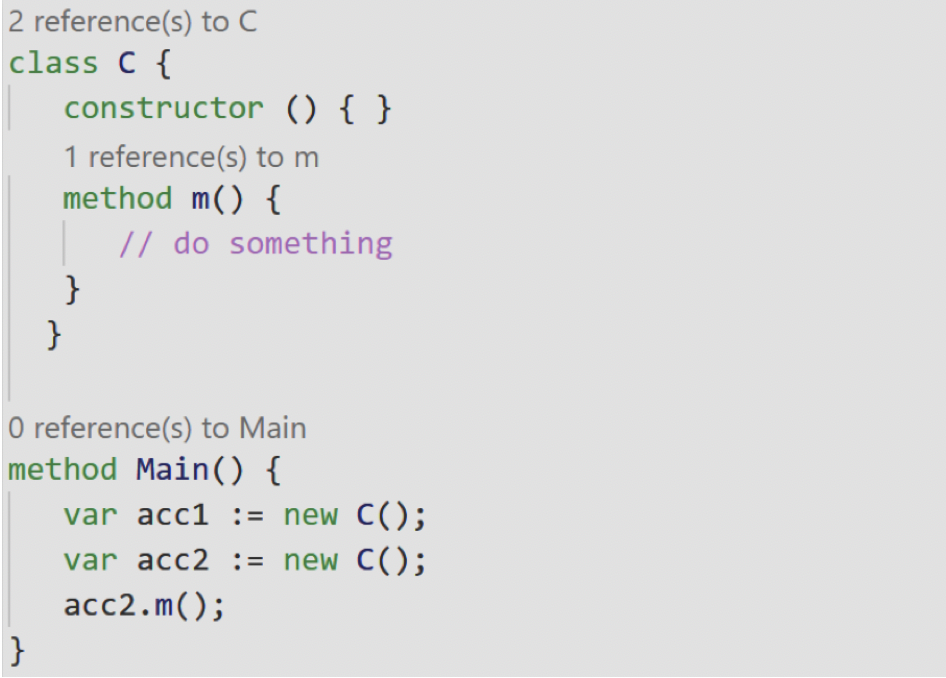 2 reference(s) to C
class C {
constructor () { }
1 reference(s) to m
method m() {
// do something
}
}
0 reference(s) to Main
method Main() {
var acc1 := new C();
var acc2 := new C();
acc2.m();
}